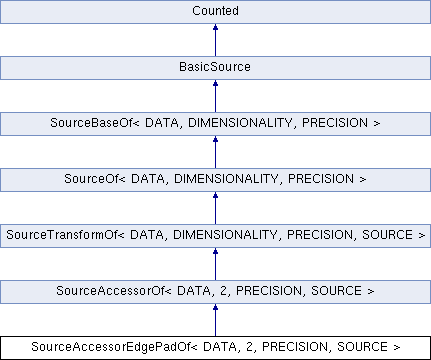 Counted
BasicSource
SourceBaseOf< DATA, DIMENSIONALITY, PRECISION >
SourceOf< DATA, DIMENSIONALITY, PRECISION >
SourceTransformOf< DATA, DIMENSIONALITY, PRECISION, SOURCE >
SourceAccessorOf< DATA, 2, PRECISION, SOURCE >
SourceAccessorEdgePadOf< DATA, 2, PRECISION, SOURCE >